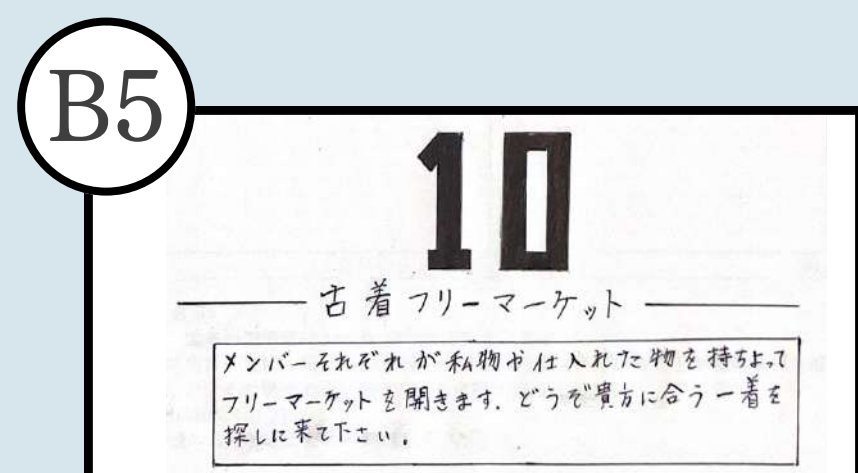 B5
10
古着フリーマーケット
メンバーそれぞれが私物や仕入れた物を持ちよって
フリーマーケットを開きます.どうぞ貴方に合う一着を
探しに来て下さい.